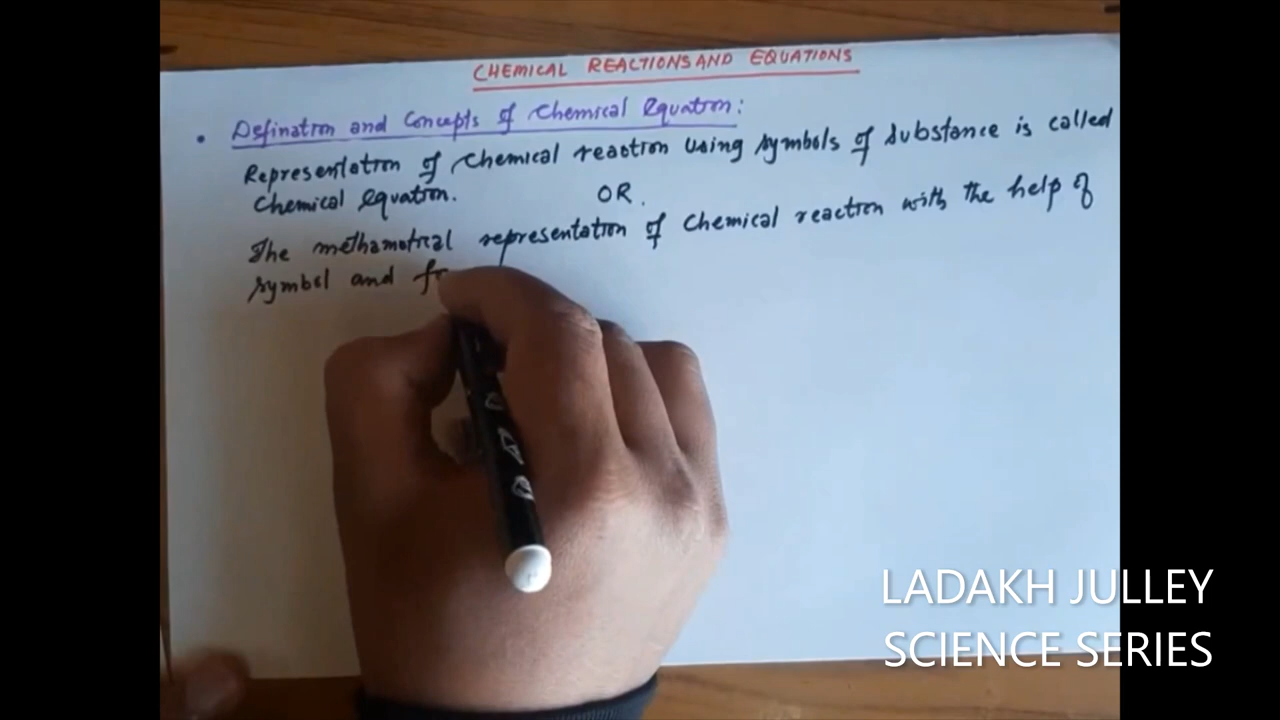 CHEMICAL REACTIONS AND EQUATIONS
• Defination and Concepts of Chemical Equation:
Representation of Chemical reaction using symbols of substance is called
Chemical equation. OR.
The methamatical representation of Chemical reaction with the help of
symbol and fo
LADAKH JULLEY
SCIENCE SERIES